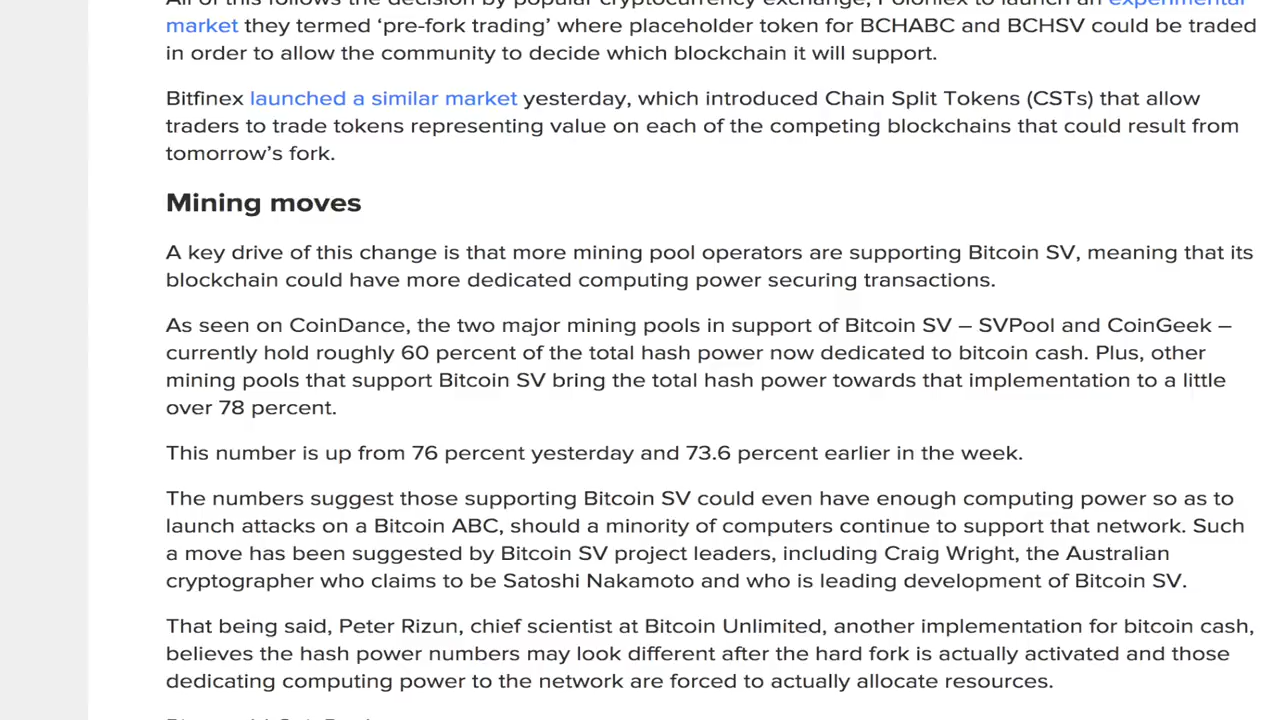 All of this follows the decision by popular cryptocurrency exchange, Poloniex to launch an experimental
market they termed ‘pre-fork trading’ where placeholder token for BCHABC and BCHSV could be traded
in order to allow the community to decide which blockchain it will support.
Bitfinex launched a similar market yesterday, which introduced Chain Split Tokens (CSTs) that allow
traders to trade tokens representing value on each of the competing blockchains that could result from
tomorrow’s fork.
Mining moves
A key drive of this change is that more mining pool operators are supporting Bitcoin SV, meaning that its
blockchain could have more dedicated computing power securing transactions.
As seen on CoinDance, the two major mining pools in support of Bitcoin SV – SVPool and CoinGeek –
currently hold roughly 60 percent of the total hash power now dedicated to bitcoin cash. Plus, other
mining pools that support Bitcoin SV bring the total hash power towards that implementation to a little
over 78 percent.
This number is up from 76 percent yesterday and 73.6 percent earlier in the week.
The numbers suggest those supporting Bitcoin SV could even have enough computing power so as to
launch attacks on a Bitcoin ABC, should a minority of computers continue to support that network. Such
a move has been suggested by Bitcoin SV project leaders, including Craig Wright, the Australian
cryptographer who claims to be Satoshi Nakamoto and who is leading development of Bitcoin SV.
That being said, Peter Rizun, chief scientist at Bitcoin Unlimited, another implementation for bitcoin cash,
believes the hash power numbers may look different after the hard fork is actually activated and those
dedicating computing power to the network are forced to actually allocate resources.